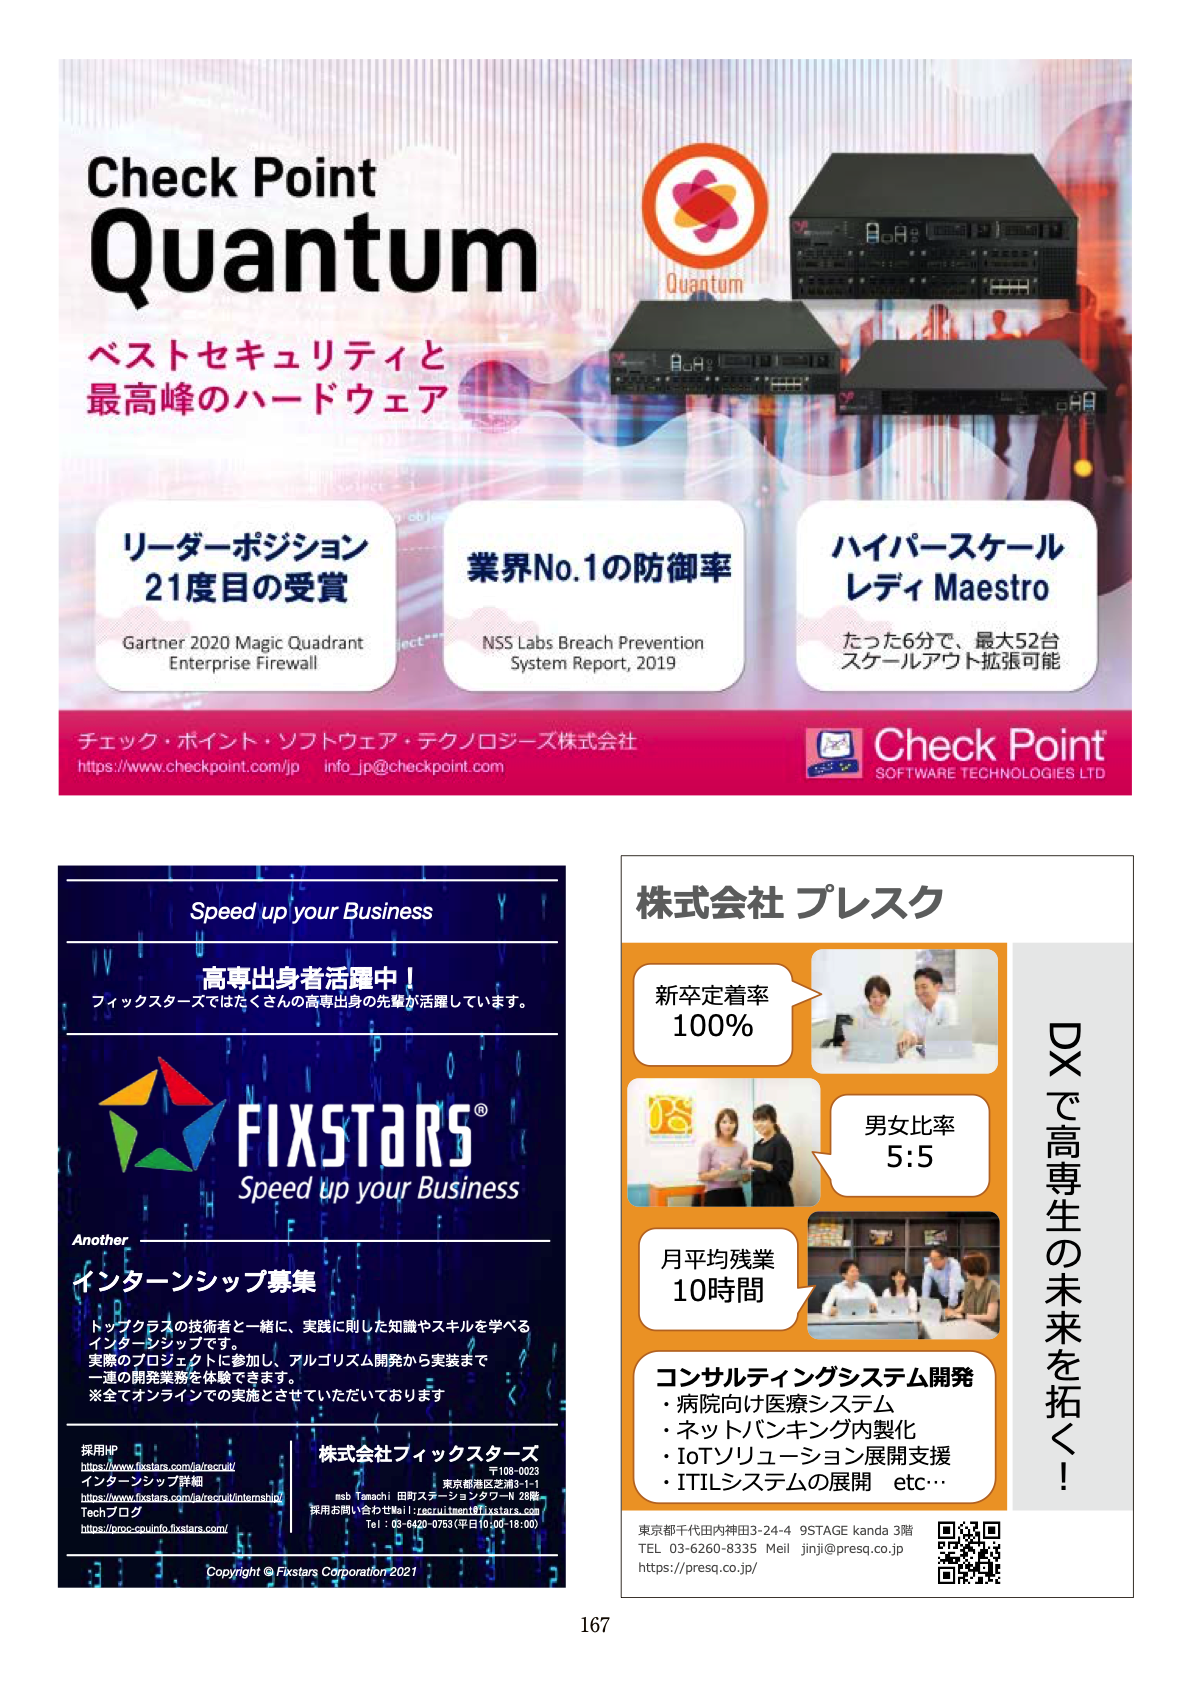 Check Point
Quantum
Quantum
ベストセキュリティと
最高峰のハードウェア
リーダーポジション
21度目の受賞
Gartner 2020 Magic Quadrant
Enterprise Firewall
業界No.1の防御率
NSS Labs Breach Prevention
System Report, 2019
ハイパースケール
レディ Maestro
たった6分で、最大52台
スケールアウト拡張可能
チェック・ポイント・ソフトウェア・テクノロジーズ株式会社
https://www.checkpoint.com/jp info_jp@checkpoint.com
Check Point
SOFTWARE TECHNOLOGIES LTD
Speed up your Business
高専出身者活躍中！
フィックスターズではたくさんの高専出身の先輩が活躍しています。
FIXSTARS®
Speed up your Business
Another
インターンシップ募集
トップクラスの技術者と一緒に、実践に則した知識やスキルを学べる
インターンシップです。
実際のプロジェクトに参加し、アルゴリズム開発から実装まで
一連の開発業務を体験できます。
※全てオンラインでの実施とさせていただいております
採用HP
https://www.fixstars.com/ja/recruit/
インターンシップ詳細
https://www.fixstars.com/ja/recruit/internship/
Techブログ
https://proc-cpuinfo.fixstars.com/
株式会社フィックスターズ
〒108-0023
東京都港区芝浦3-1-1
msb Tamachi 田町ステーションタワーN 28階
採用お問い合わせMail:recruitment@fixstars.com
Tel：03-6420-0753(平日10:00-18:00)
Copyright © Fixstars Corporation 2021
株式会社 プレスク
新卒定着率
100%
男女比率
5:5
月平均残業
10時間
コンサルティングシステム開発
・病院向け医療システム
・ネットバンキング内製化
・IoTソリューション展開支援
・ITILシステムの展開 etc…
DXで高専生の未来を拓く！
東京都千代田内神田3-24-4 9STAGE kanda 3階
TEL 03-6260-8335 Meil jinji@presq.co.jp
https://presq.co.jp/
167